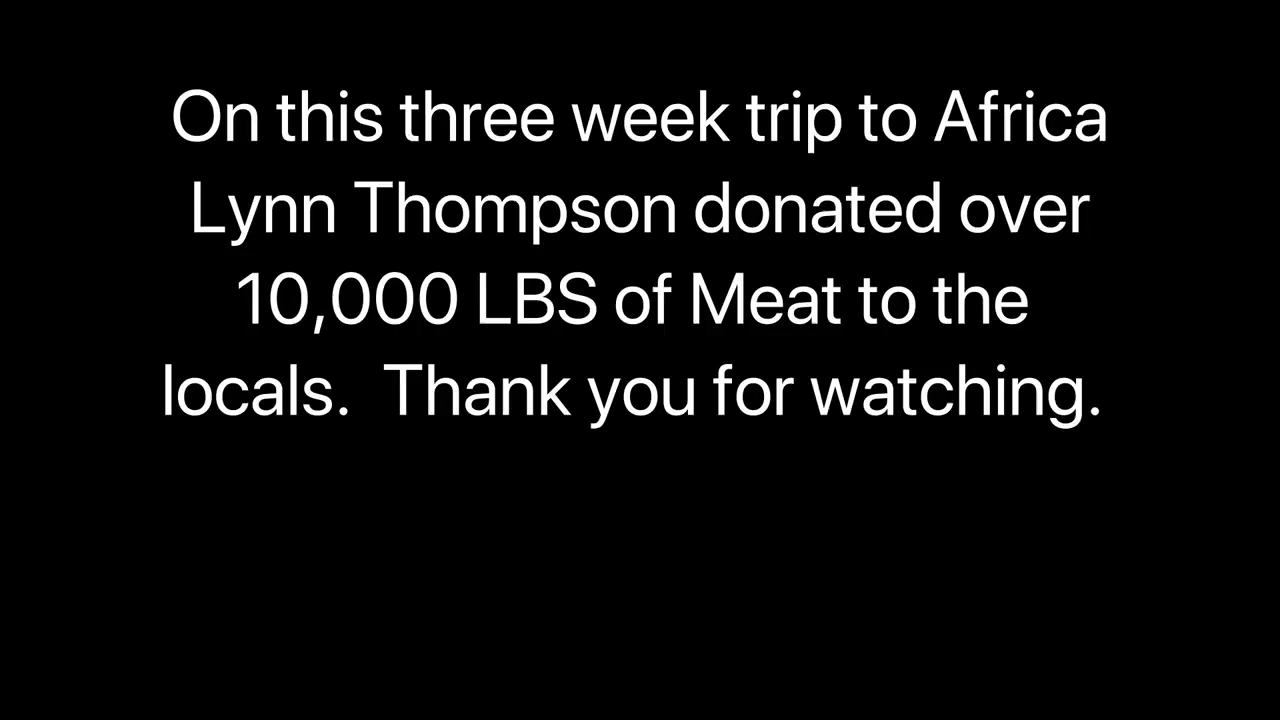 On this three week trip to Africa
Lynn Thompson donated over
10,000 LBS of Meat to the
locals.  Thank you for watching.